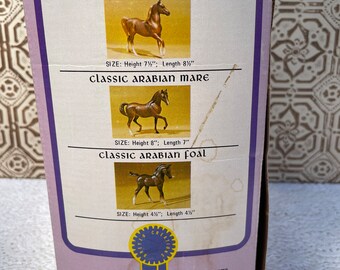 SIZE: Height 7½"; Length 8½"
CLASSIC ARABIAN MARE
SIZE: Height 8"; Length 7"
CLASSIC ARABIAN FOAL
SIZE: Height 4½"; Length 4½"